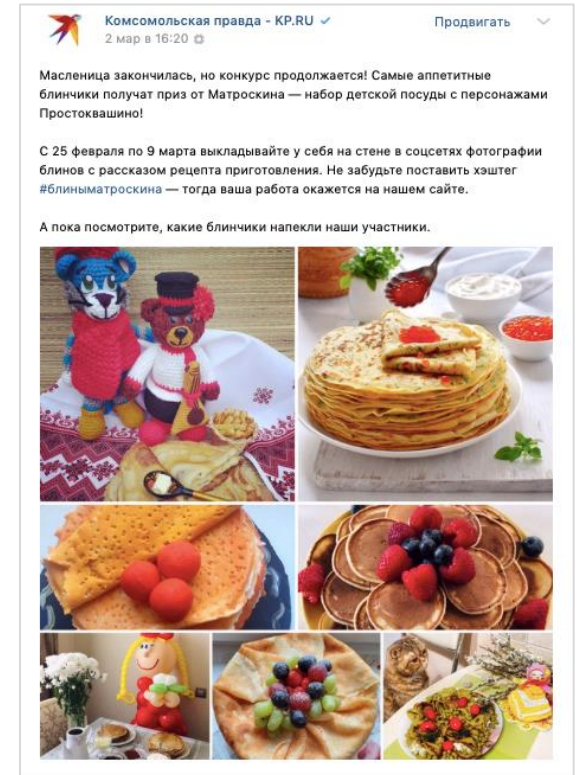 Комсомольская правда - KP.RU
Продвигать
2 мар в 16:20
Масленица закончилась, но конкурс продолжается! Самые аппетитные
блинчики получат приз от Матроскина — набор детской посуды с персонажами
Простоквашино!
С 25 февраля по 9 марта выкладывайте у себя на стене в соцсетях фотографии
блинов с рассказом рецепта приготовления. Не забудьте поставить хэштег
#блиныматроскина — тогда ваша работа окажется на нашем сайте.
А пока посмотрите, какие блинчики напекли наши участники.